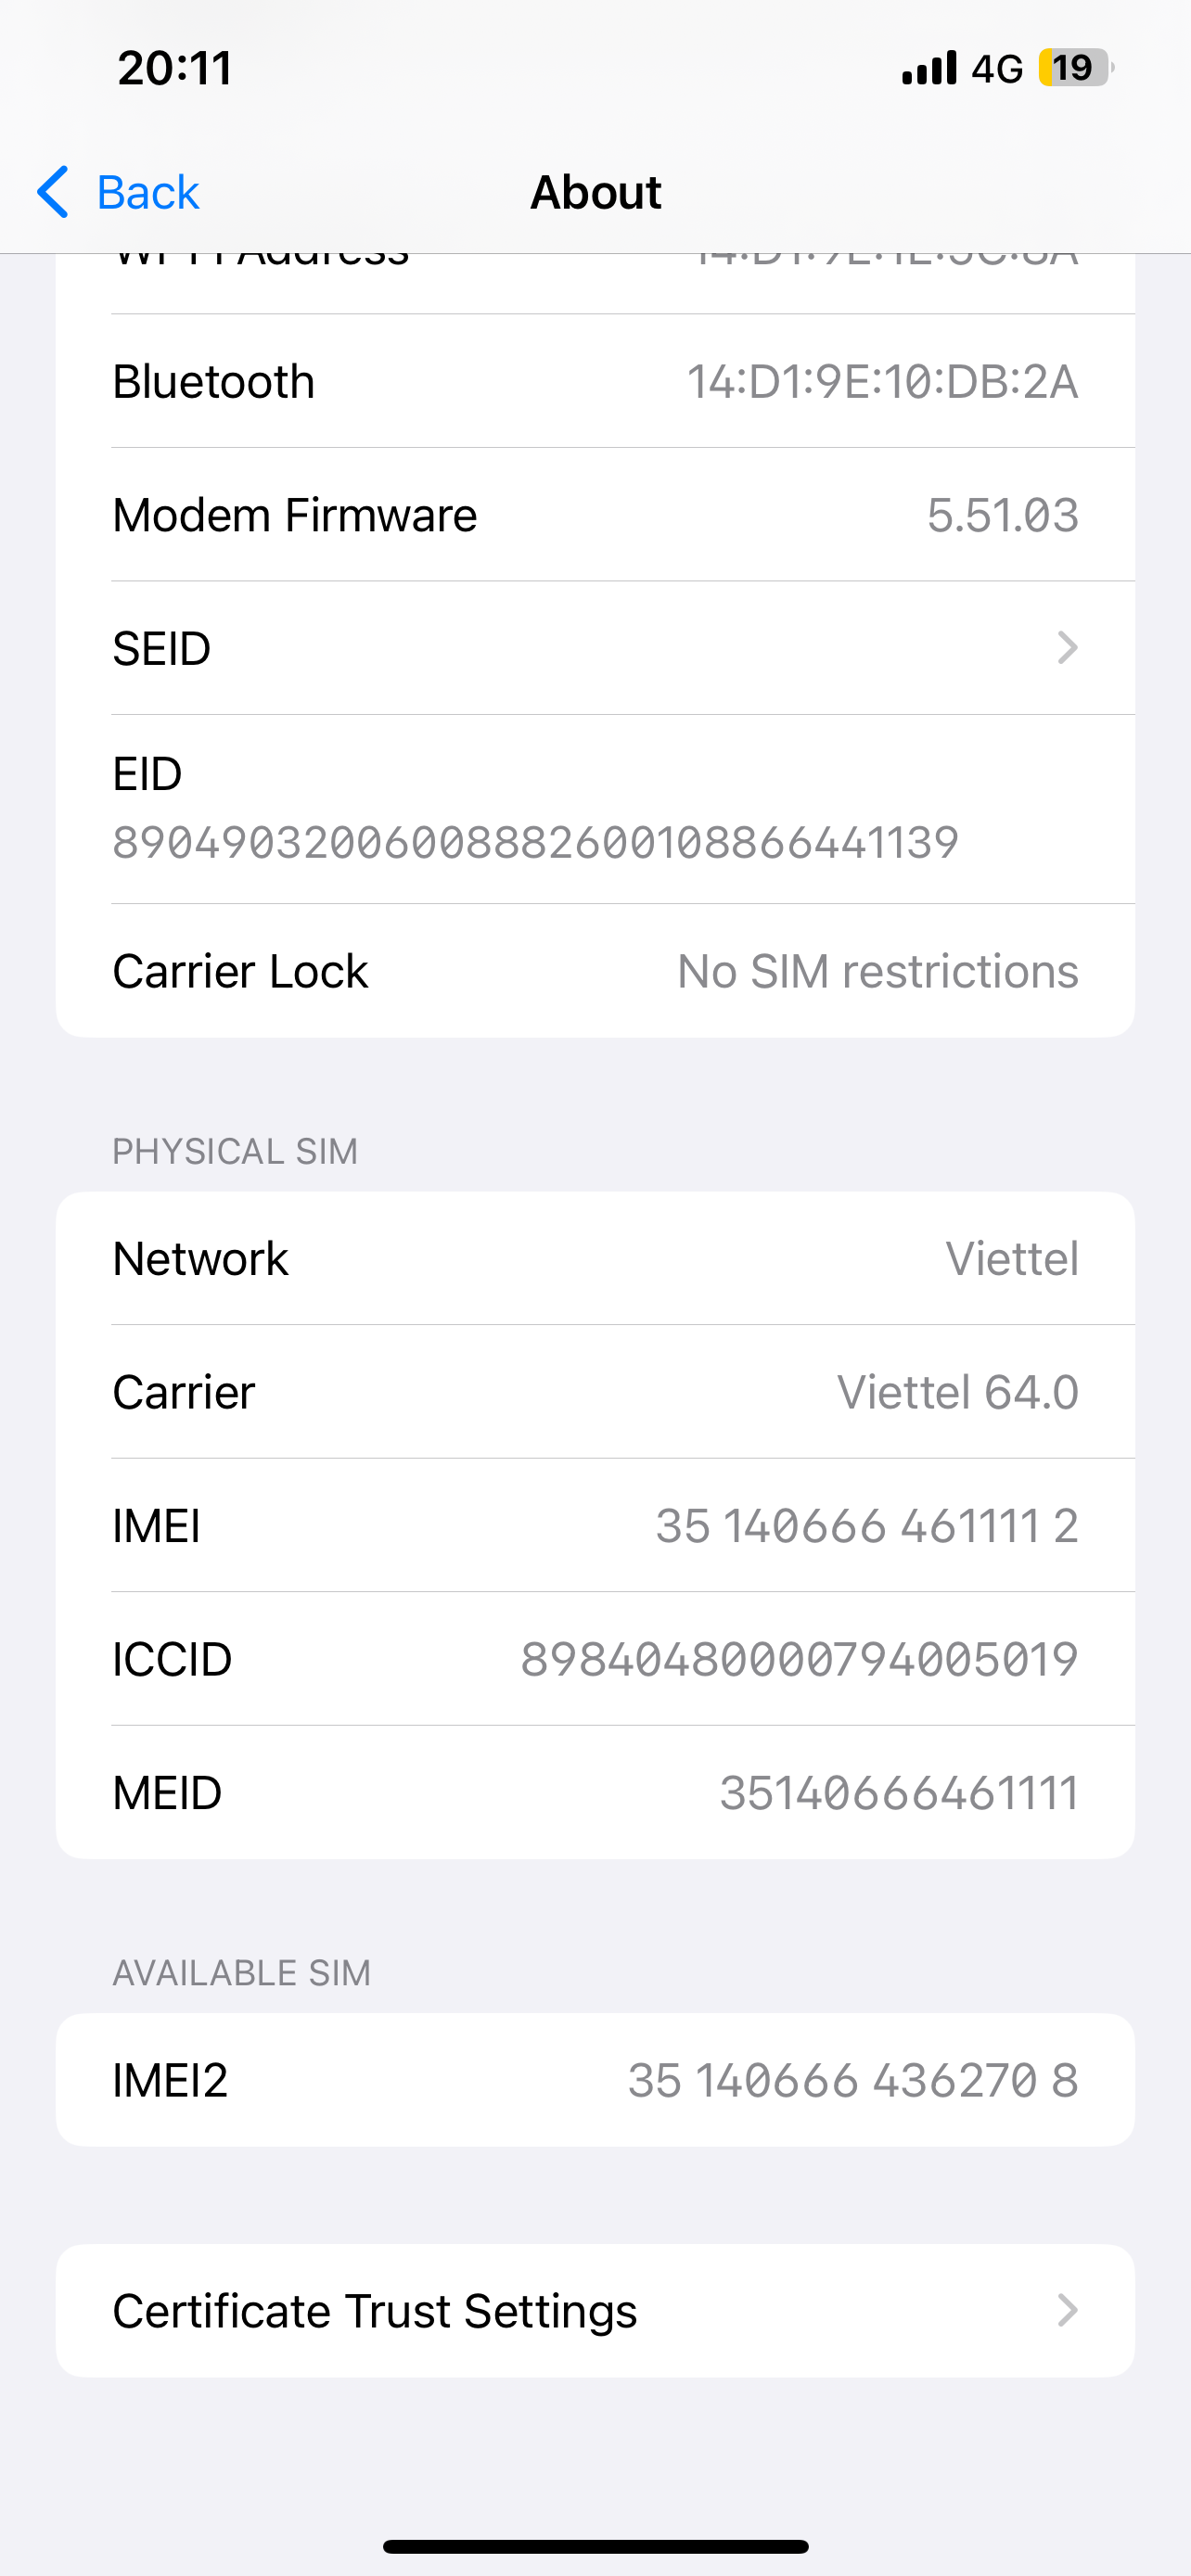 20:11
4G 19
Back
About
Wi-Fi Address
Bluetooth 14:D1:9E:10:DB:2A
Modem Firmware 5.51.03
SEID
EID
89049032006008882600108866441139
Carrier Lock No SIM restrictions
PHYSICAL SIM
Network Viettel
Carrier Viettel 64.0
IMEI 35 140666 461111 2
ICCID 89840480000794005019
MEID 35140666461111
AVAILABLE SIM
IMEI2 35 140666 436270 8
Certificate Trust Settings